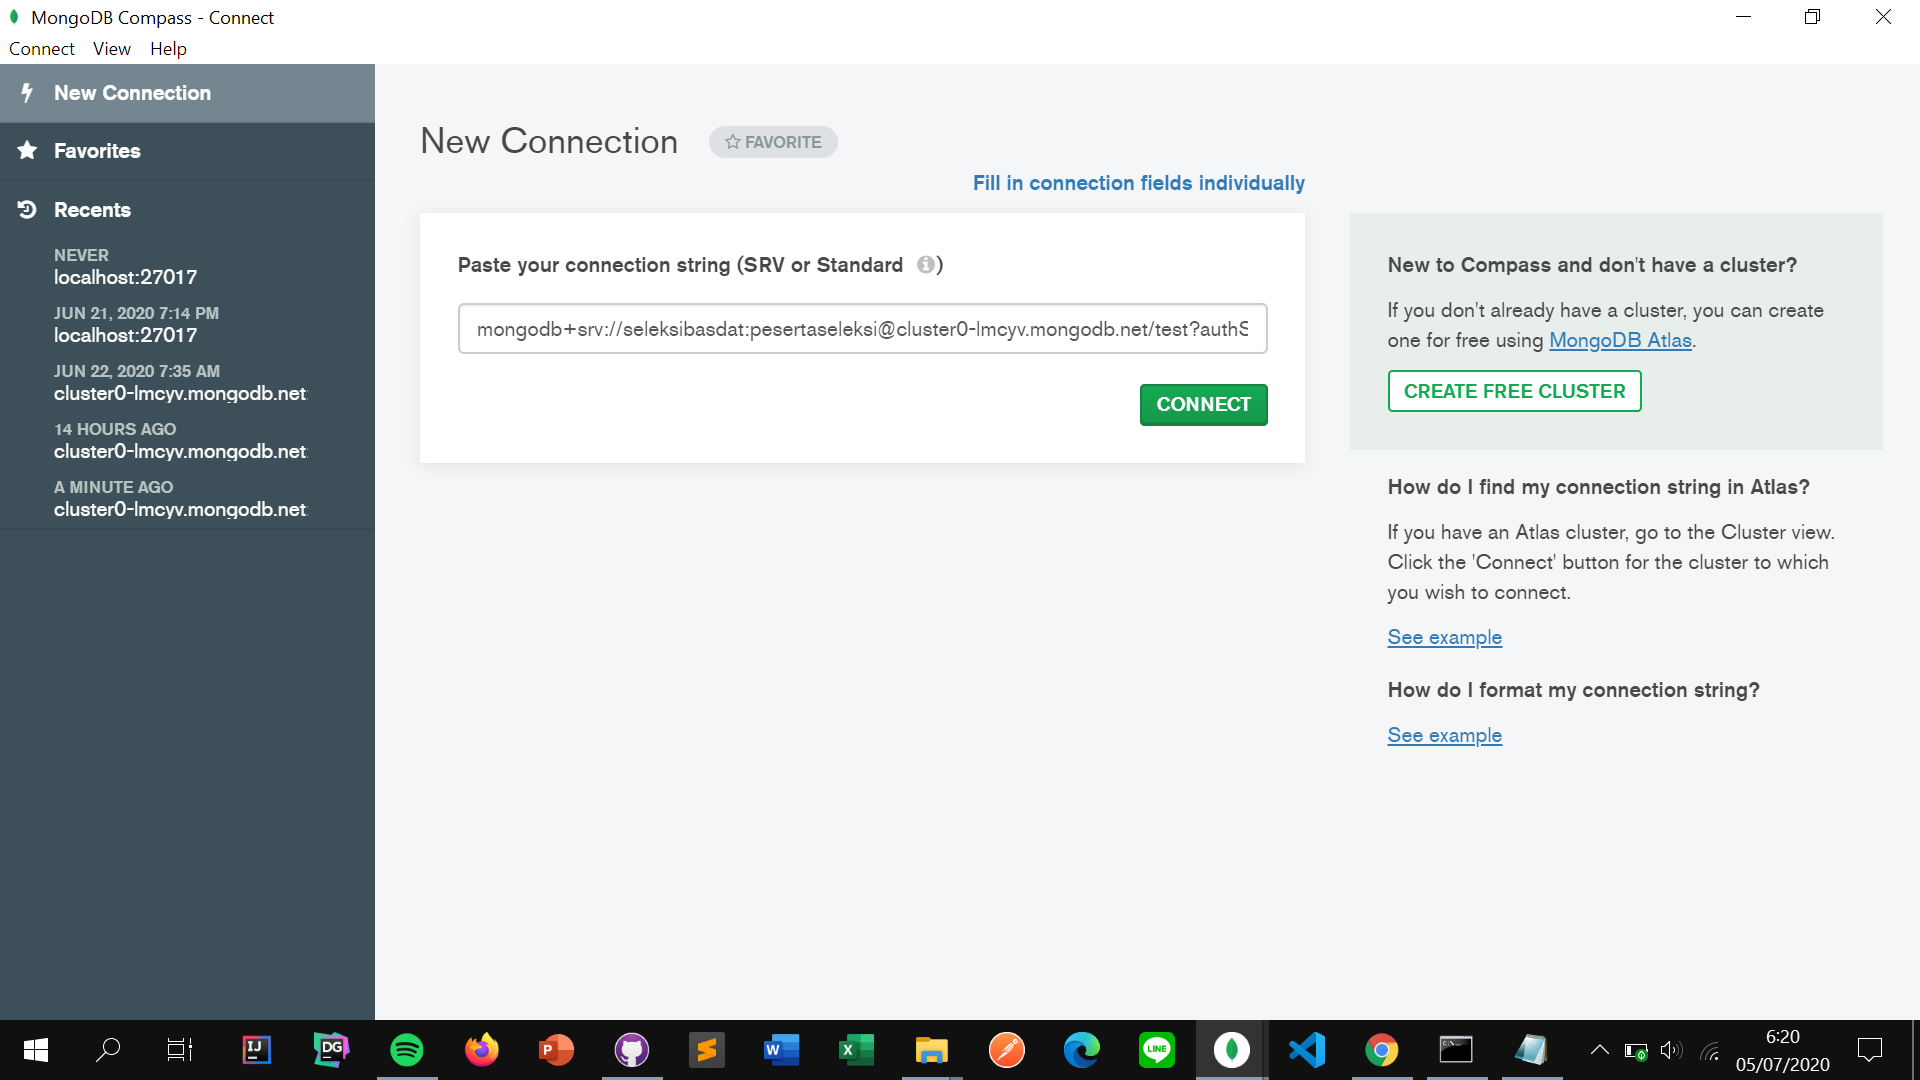 MongoDB Compass - Connect
Connect View Help
New Connection
Favorites
Recents
NEVER
localhost:27017
JUN 21, 2020 7:14 PM
localhost:27017
JUN 22, 2020 7:35 AM
cluster0-lmcyv.mongodb.net:
14 HOURS AGO
cluster0-lmcyv.mongodb.net:
A MINUTE AGO
cluster0-lmcyv.mongodb.net:
New Connection FAVORITE
Fill in connection fields individually
Paste your connection string (SRV or Standard )
mongodb+srv://seleksibasdat:pesertaseleksi@cluster0-lmcyv.mongodb.net/test?authS
CONNECT
New to Compass and don't have a cluster?
If you don't already have a cluster, you can create
one for free using MongoDB Atlas.
CREATE FREE CLUSTER
How do I find my connection string in Atlas?
If you have an Atlas cluster, go to the Cluster view.
Click the 'Connect' button for the cluster to which
you wish to connect.
See example
How do I format my connection string?
See example
IJ
DG
P
W
X
LINE
6:20
05/07/2020